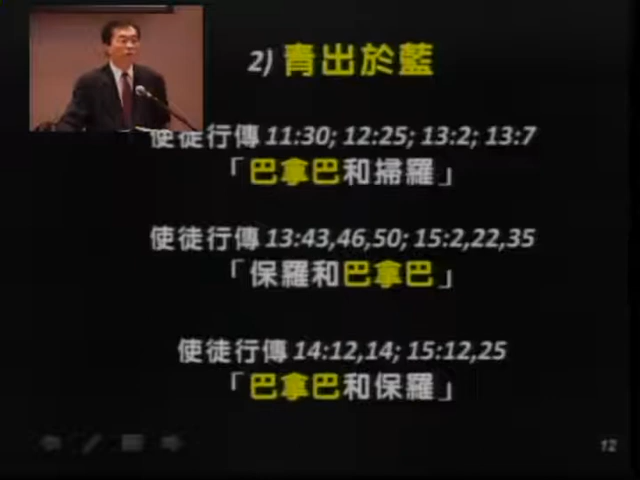 2) 青出於藍
使徒行傳 11:30; 12:25; 13:2; 13:7
「巴拿巴和掃羅」
使徒行傳 13:43,46,50; 15:2,22,35
「保羅和巴拿巴」
使徒行傳 14:12,14; 15:12,25
「巴拿巴和保羅」
12